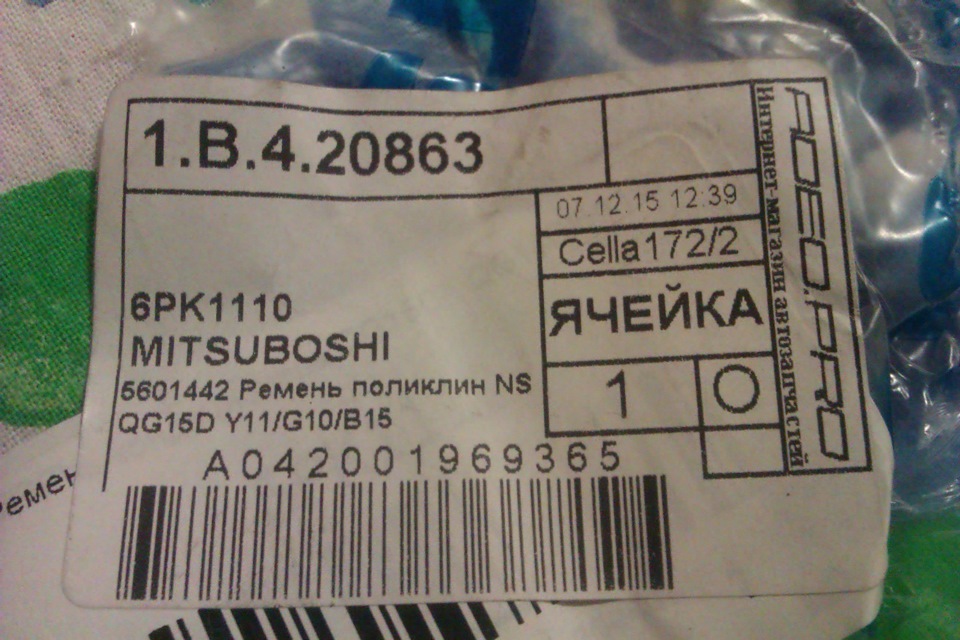 1.B.4.20863
07.12.15 12:39
Cella172/2
ЯЧЕЙКА
1
O
6PK1110
MITSUBOSHI
5601442 Ремень поликлин NS
QG15D Y11/G10/B15
A042001969365
Интернет-магазин автозапчастей
ADEO.PRO